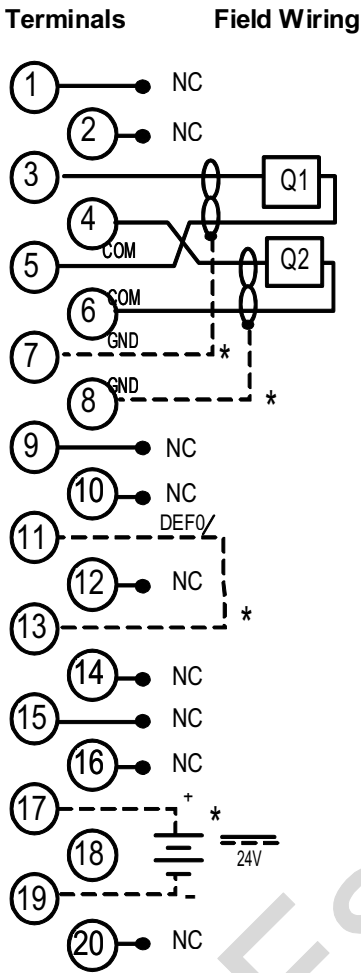 Terminals Field Wiring
1 NC
2 NC
3 Q1
4
COM
5 Q2
6 COM
GND
7 *
GND
8 *
9 NC
10 NC
DEF0/
11
12 NC
13 *
14 NC
15 NC
16 NC
17 + *
18 24V
19 -
20 NC
ES